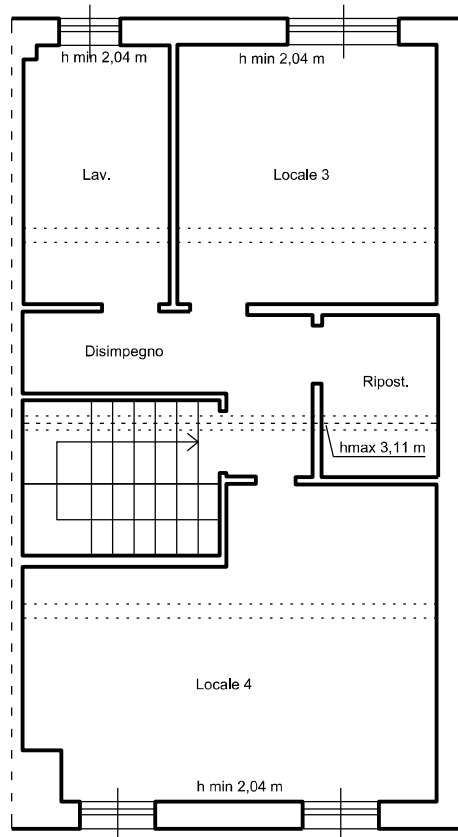 h min 2,04 m
h min 2,04 m
Lav.
Locale 3
Disimpegno
Ripost.
hmax 3,11 m
Locale 4
h min 2,04 m